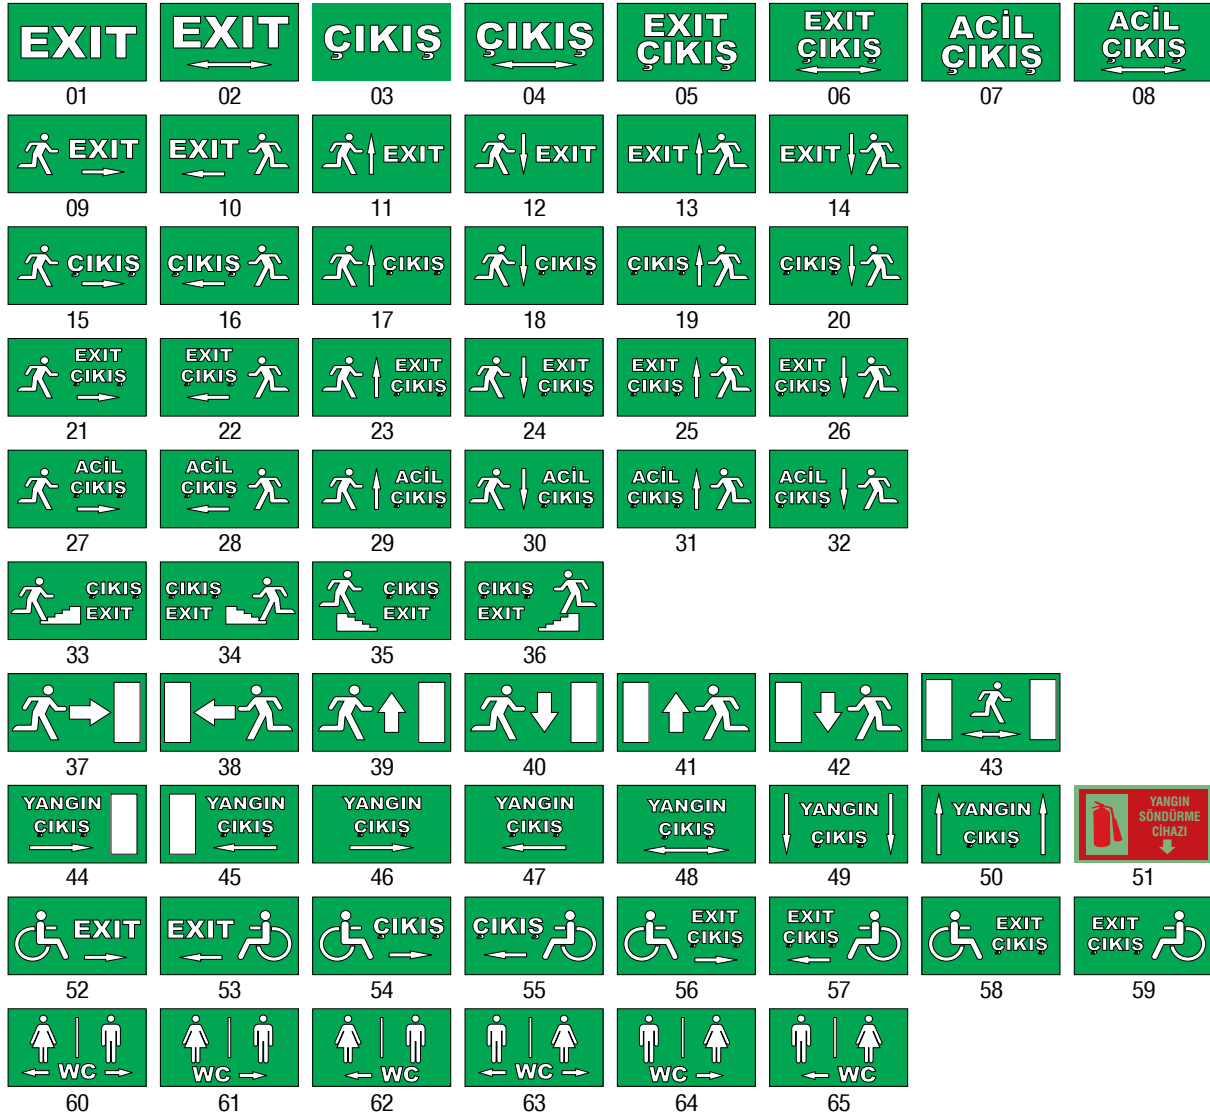 EXIT
EXIT
ÇIKIŞ
ÇIKIŞ
EXIT
ÇIKIŞ
EXIT
ÇIKIŞ
ACİL
ÇIKIŞ
ACİL
ÇIKIŞ
01 02 03 04 05 06 07 08
EXIT
EXIT
EXIT
EXIT
EXIT
EXIT
09 10 11 12 13 14
ÇIKIŞ
ÇIKIŞ
ÇIKIŞ
ÇIKIŞ
ÇIKIŞ
ÇIKIŞ
15 16 17 18 19 20
EXIT
ÇIKIŞ
EXIT
ÇIKIŞ
EXIT
ÇIKIŞ
EXIT
ÇIKIŞ
EXIT
ÇIKIŞ
EXIT
ÇIKIŞ
21 22 23 24 25 26
ACİL
ÇIKIŞ
ACİL
ÇIKIŞ
ACİL
ÇIKIŞ
ACİL
ÇIKIŞ
ACİL
ÇIKIŞ
ACİL
ÇIKIŞ
27 28 29 30 31 32
ÇIKIŞ
EXIT
ÇIKIŞ
EXIT
ÇIKIŞ
EXIT
ÇIKIŞ
EXIT
33 34 35 36
37 38 39 40 41 42 43
YANGIN
ÇIKIŞ
YANGIN
ÇIKIŞ
YANGIN
ÇIKIŞ
YANGIN
ÇIKIŞ
YANGIN
ÇIKIŞ
YANGIN
ÇIKIŞ
YANGIN
ÇIKIŞ
YANGIN
SÖNDÜRME
CİHAZI
44 45 46 47 48 49 50 51
EXIT
EXIT
ÇIKIŞ
ÇIKIŞ
EXIT
ÇIKIŞ
EXIT
ÇIKIŞ
EXIT
ÇIKIŞ
EXIT
ÇIKIŞ
52 53 54 55 56 57 58 59
WC
WC
WC
WC
WC
WC
60 61 62 63 64 65